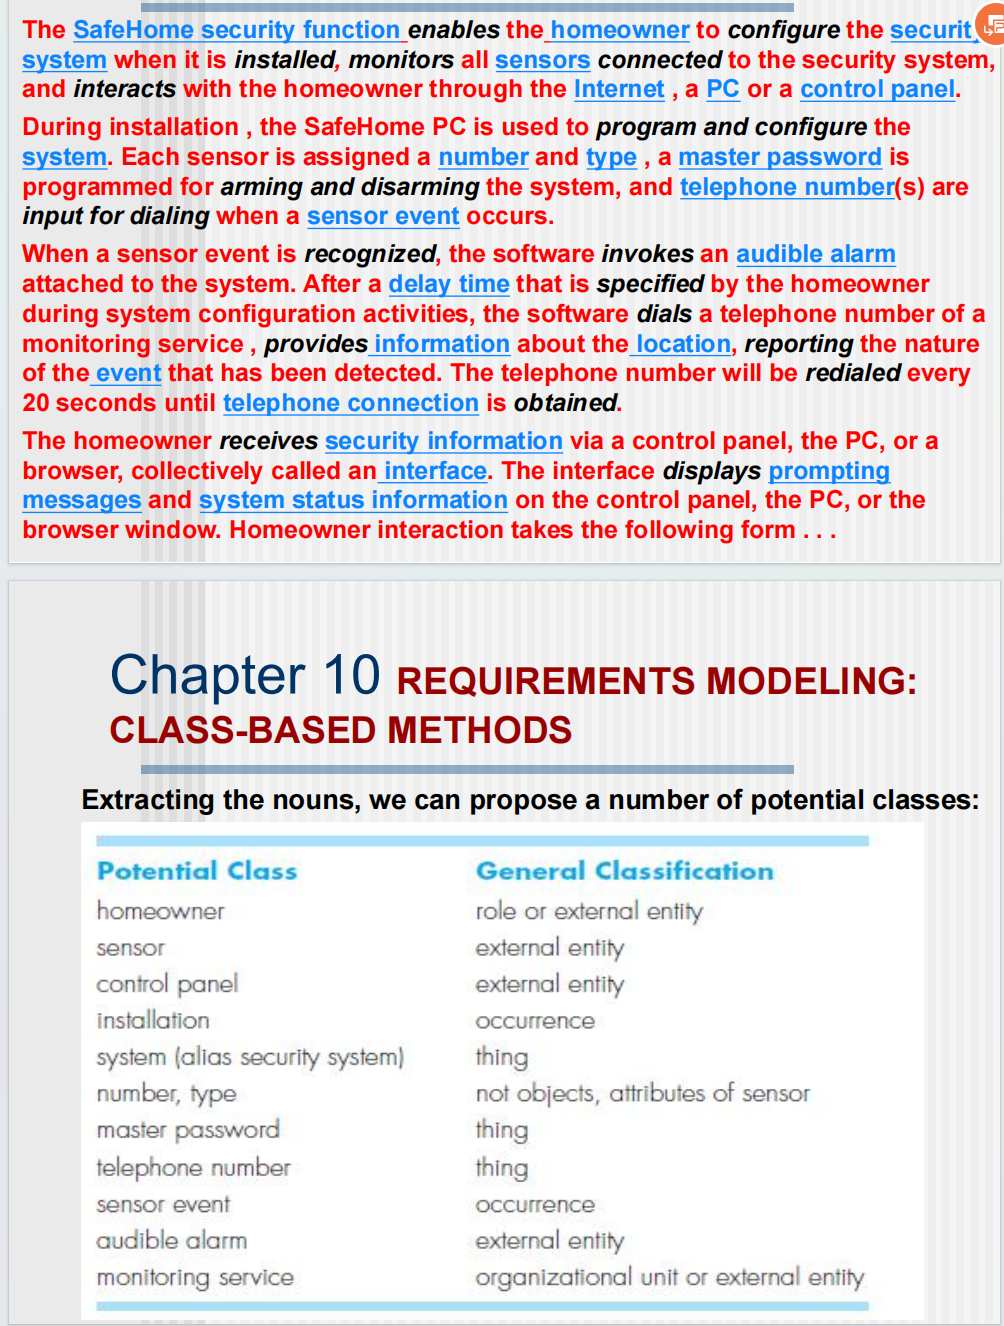 The SafeHome security function enables the homeowner to configure the securit
system when it is installed, monitors all sensors connected to the security system,
and interacts with the homeowner through the Internet , a PC or a control panel.
During installation , the SafeHome PC is used to program and configure the
system. Each sensor is assigned a number and type , a master password is
programmed for arming and disarming the system, and telephone number(s) are
input for dialing when a sensor event occurs.
When a sensor event is recognized, the software invokes an audible alarm
attached to the system. After a delay time that is specified by the homeowner
during system configuration activities, the software dials a telephone number of a
monitoring service , provides information about the location, reporting the nature
of the event that has been detected. The telephone number will be redialed every
20 seconds until telephone connection is obtained.
The homeowner receives security information via a control panel, the PC, or a
browser, collectively called an interface. The interface displays prompting
messages and system status information on the control panel, the PC, or the
browser window. Homeowner interaction takes the following form . . .
Chapter 10 REQUIREMENTS MODELING:
CLASS-BASED METHODS
Extracting the nouns, we can propose a number of potential classes:
Potential Class General Classification
homeowner role or external entity
sensor external entity
control panel external entity
installation occurrence
system (alias security system) thing
number, type not objects, attributes of sensor
master password thing
telephone number thing
sensor event occurrence
audible alarm external entity
monitoring service organizational unit or external entity